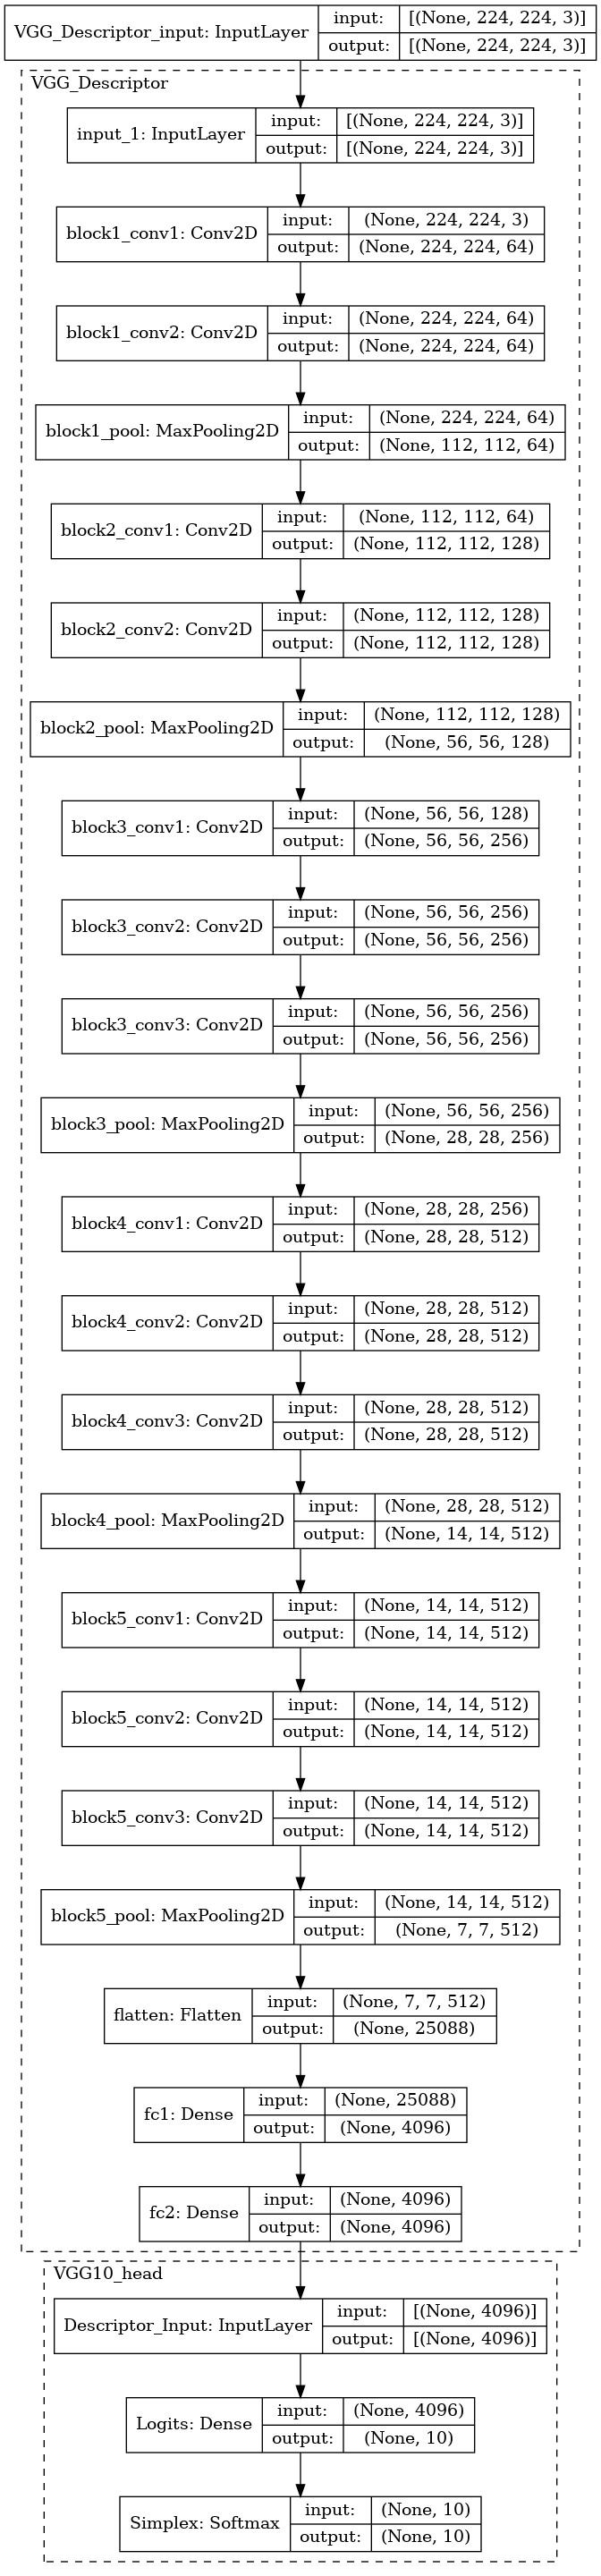 VGG_Descriptor_input: InputLayer
input:
[(None, 224, 224, 3)]
output:
[(None, 224, 224, 3)]
VGG_Descriptor
input_1: InputLayer
input:
[(None, 224, 224, 3)]
output:
[(None, 224, 224, 3)]
block1_conv1: Conv2D
input:
(None, 224, 224, 3)
output:
(None, 224, 224, 64)
block1_conv2: Conv2D
input:
(None, 224, 224, 64)
output:
(None, 224, 224, 64)
block1_pool: MaxPooling2D
input:
(None, 224, 224, 64)
output:
(None, 112, 112, 64)
block2_conv1: Conv2D
input:
(None, 112, 112, 64)
output:
(None, 112, 112, 128)
block2_conv2: Conv2D
input:
(None, 112, 112, 128)
output:
(None, 112, 112, 128)
block2_pool: MaxPooling2D
input:
(None, 112, 112, 128)
output:
(None, 56, 56, 128)
block3_conv1: Conv2D
input:
(None, 56, 56, 128)
output:
(None, 56, 56, 256)
block3_conv2: Conv2D
input:
(None, 56, 56, 256)
output:
(None, 56, 56, 256)
block3_conv3: Conv2D
input:
(None, 56, 56, 256)
output:
(None, 56, 56, 256)
block3_pool: MaxPooling2D
input:
(None, 56, 56, 256)
output:
(None, 28, 28, 256)
block4_conv1: Conv2D
input:
(None, 28, 28, 256)
output:
(None, 28, 28, 512)
block4_conv2: Conv2D
input:
(None, 28, 28, 512)
output:
(None, 28, 28, 512)
block4_conv3: Conv2D
input:
(None, 28, 28, 512)
output:
(None, 28, 28, 512)
block4_pool: MaxPooling2D
input:
(None, 28, 28, 512)
output:
(None, 14, 14, 512)
block5_conv1: Conv2D
input:
(None, 14, 14, 512)
output:
(None, 14, 14, 512)
block5_conv2: Conv2D
input:
(None, 14, 14, 512)
output:
(None, 14, 14, 512)
block5_conv3: Conv2D
input:
(None, 14, 14, 512)
output:
(None, 14, 14, 512)
block5_pool: MaxPooling2D
input:
(None, 14, 14, 512)
output:
(None, 7, 7, 512)
flatten: Flatten
input:
(None, 7, 7, 512)
output:
(None, 25088)
fc1: Dense
input:
(None, 25088)
output:
(None, 4096)
fc2: Dense
input:
(None, 4096)
output:
(None, 4096)
VGG10_head
Descriptor_Input: InputLayer
input:
[(None, 4096)]
output:
[(None, 4096)]
Logits: Dense
input:
(None, 4096)
output:
(None, 10)
Simplex: Softmax
input:
(None, 10)
output:
(None, 10)